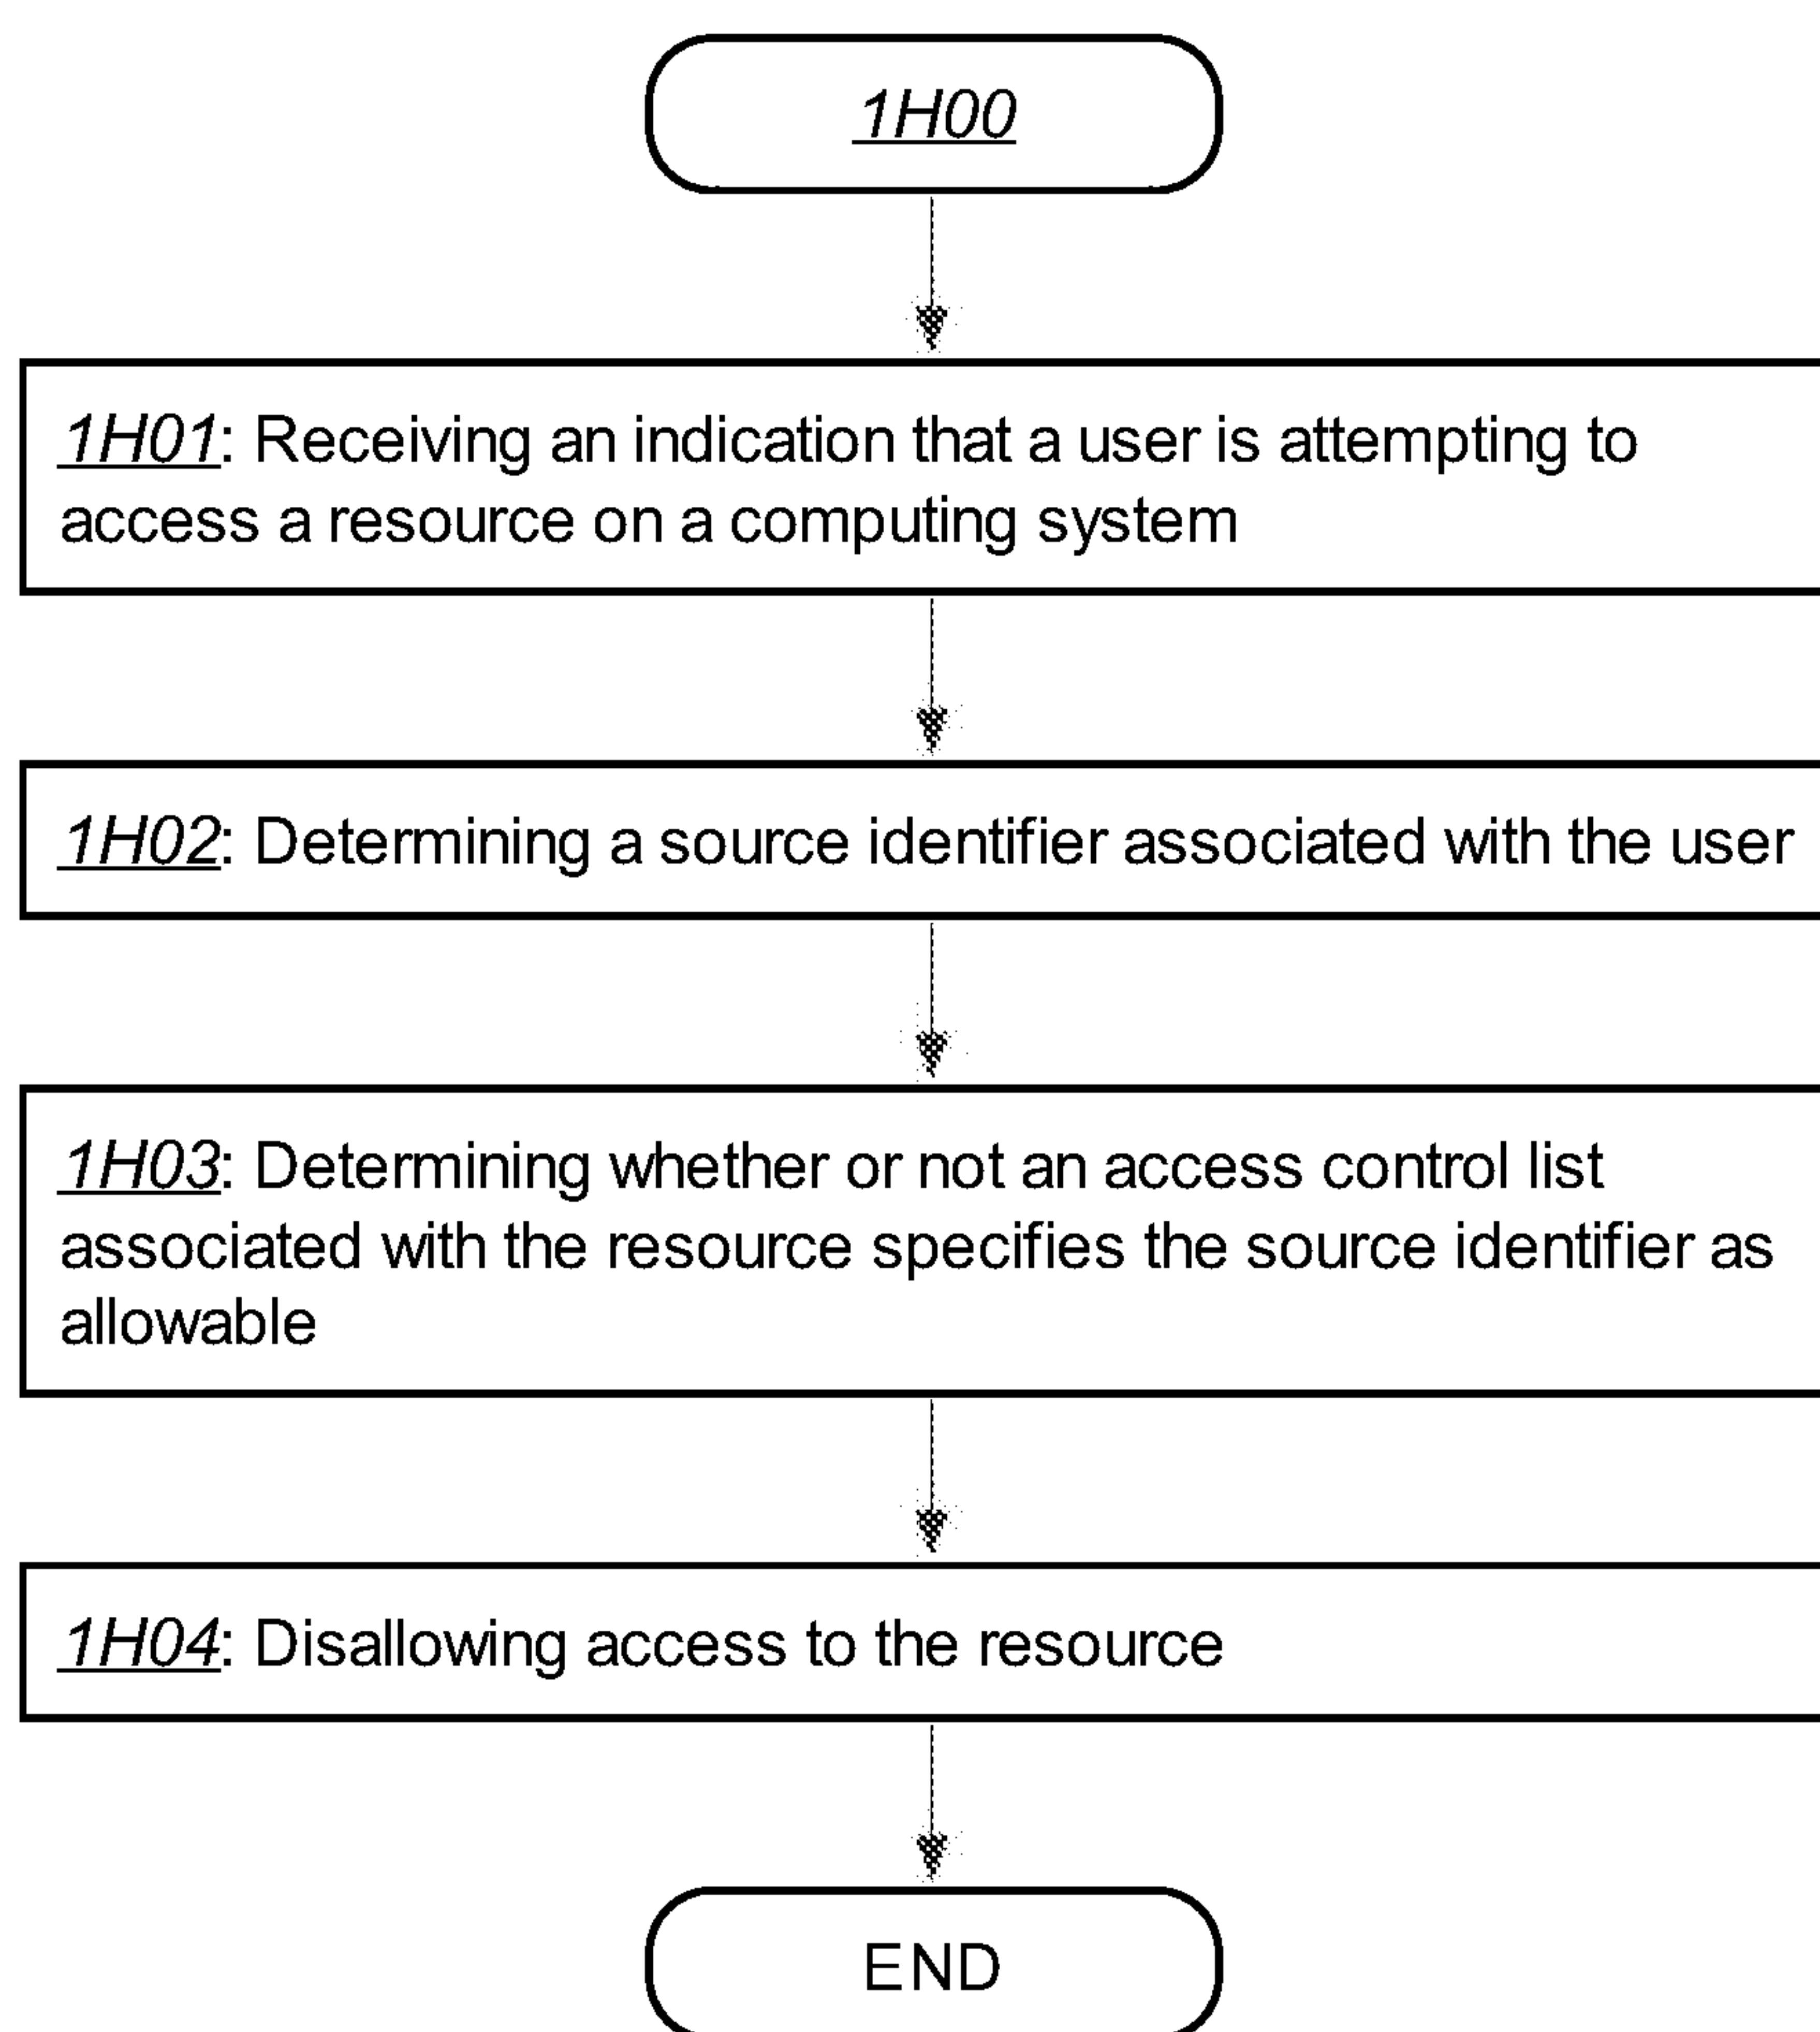 1H00
1H01: Receiving an indication that a user is attempting to
access a resource on a computing system
1H02: Determining a source identifier associated with the user
1H03: Determining whether or not an access control list
associated with the resource specifies the source identifier as
allowable
1H04: Disallowing access to the resource
END